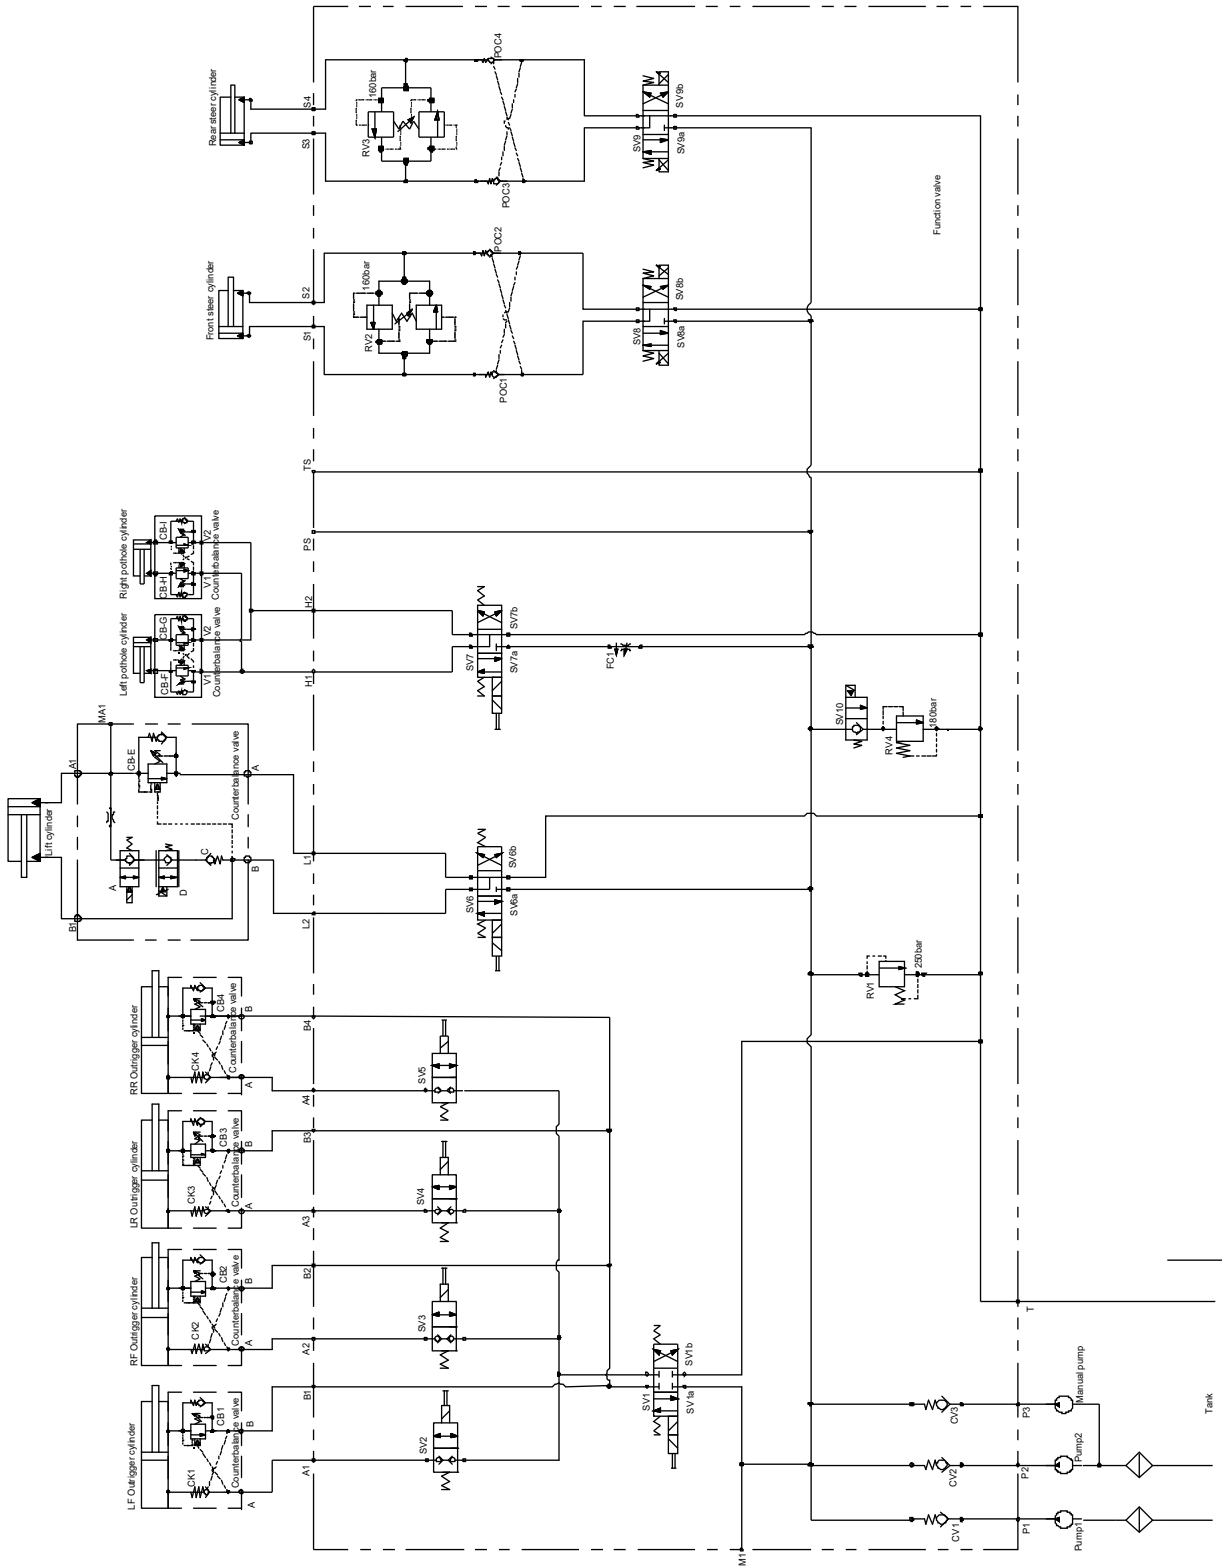 Rear steer cylinder
S4
S3
160bar
RV3
POC4
POC3
SV9
SV9b
SV9a
Function valve
Front steer cylinder
S2
S1
160bar
RV2
POC2
POC1
SV8
SV8b
SV8a
TS
PS
Right pothole cylinder
CB-I
CB-H
V2
V1
Counterbalance valve
Left pothole cylinder
CB-G
CB-F
V2
V1
Counterbalance valve
H2
H1
SV7
SV7b
SV7a
FC1
SV10
RV4
180bar
Lift cylinder
MA1
A1
B1
CB-E
Counterbalance valve
A
A
D
C
B
L1
L2
SV6
SV6b
SV6a
RV1
250bar
RR Outrigger cylinder
CB4
CK4
Counterbalance valve
B
A
B4
A4
SV5
LR Outrigger cylinder
CB3
CK3
Counterbalance valve
B
A
B3
A3
SV4
RF Outrigger cylinder
CB2
CK2
Counterbalance valve
B
A
B2
A2
SV3
LF Outrigger cylinder
CB1
CK1
Counterbalance valve
B
A
B1
A1
SV2
SV1
SV1b
SV1a
M1
T
CV3
CV2
CV1
P3
P2
P1
Manual pump
Pump2
Pump1
Tank